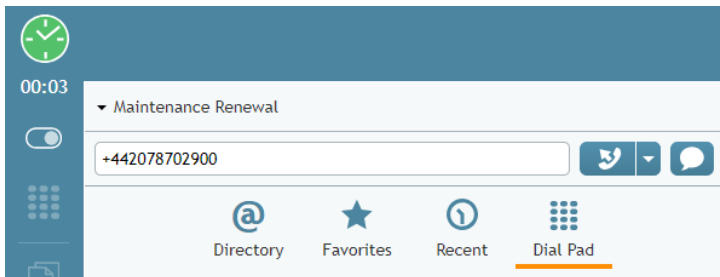 00:03
Maintenance Renewal
+442078702900
Directory Favorites Recent Dial Pad